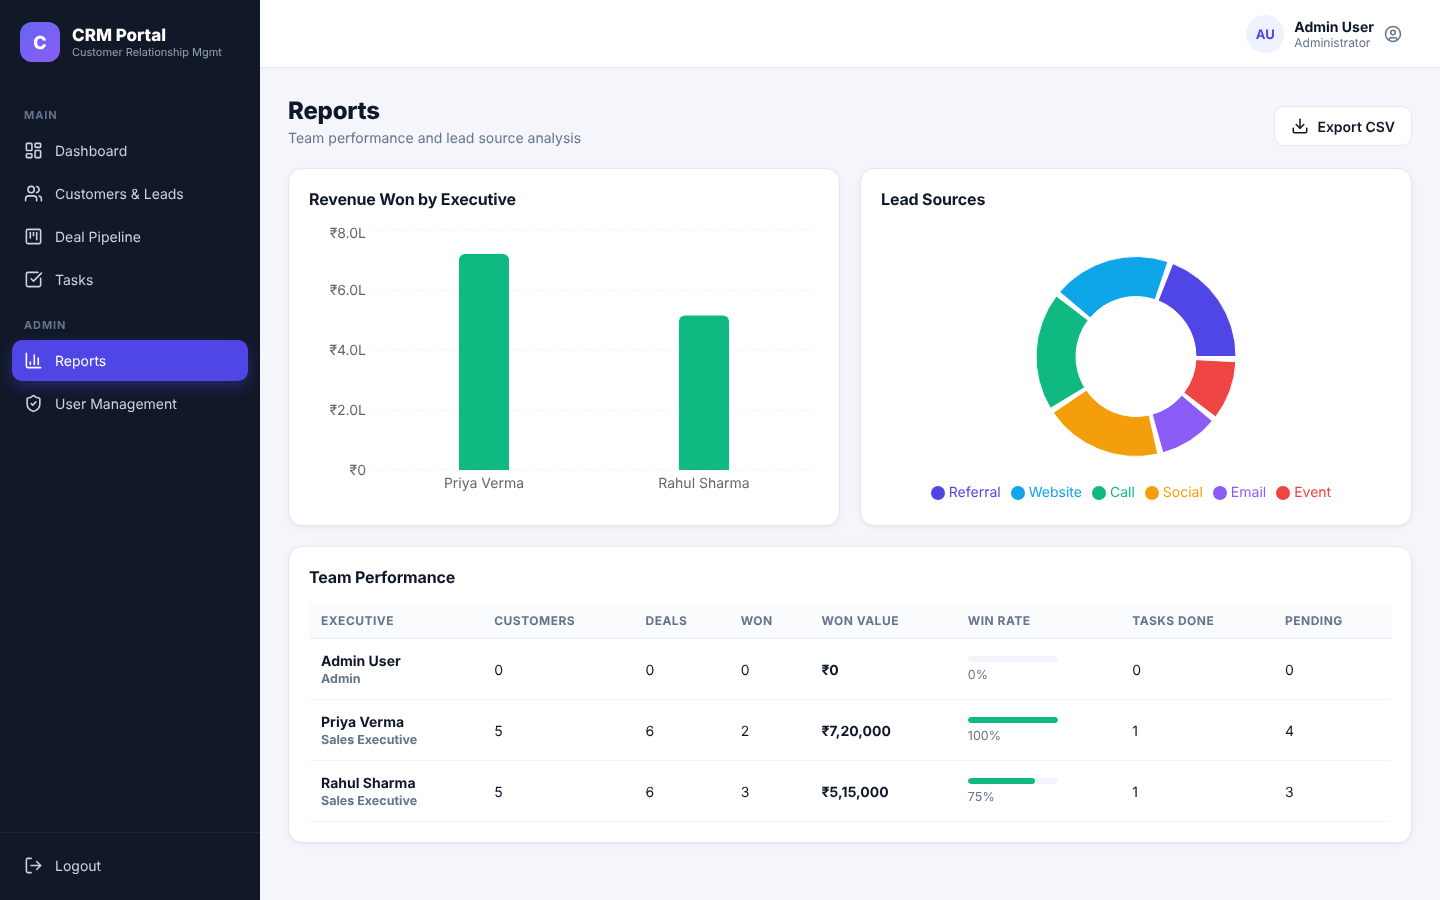 C
CRM Portal
Customer Relationship Mgmt
MAIN
Dashboard
Customers & Leads
Deal Pipeline
Tasks
ADMIN
Reports
User Management
Logout
AU
Admin User
Administrator
Reports
Team performance and lead source analysis
Export CSV
Revenue Won by Executive
₹8.0L
₹6.0L
₹4.0L
₹2.0L
₹0
Priya Verma
Rahul Sharma
Lead Sources
Referral Website Call Social Email Event
Team Performance
EXECUTIVE CUSTOMERS DEALS WON WON VALUE WIN RATE TASKS DONE PENDING
Admin User
Admin
0 0 0 ₹0 0% 0 0
Priya Verma
Sales Executive
5 6 2 ₹7,20,000 100% 1 4
Rahul Sharma
Sales Executive
5 6 3 ₹5,15,000 75% 1 3